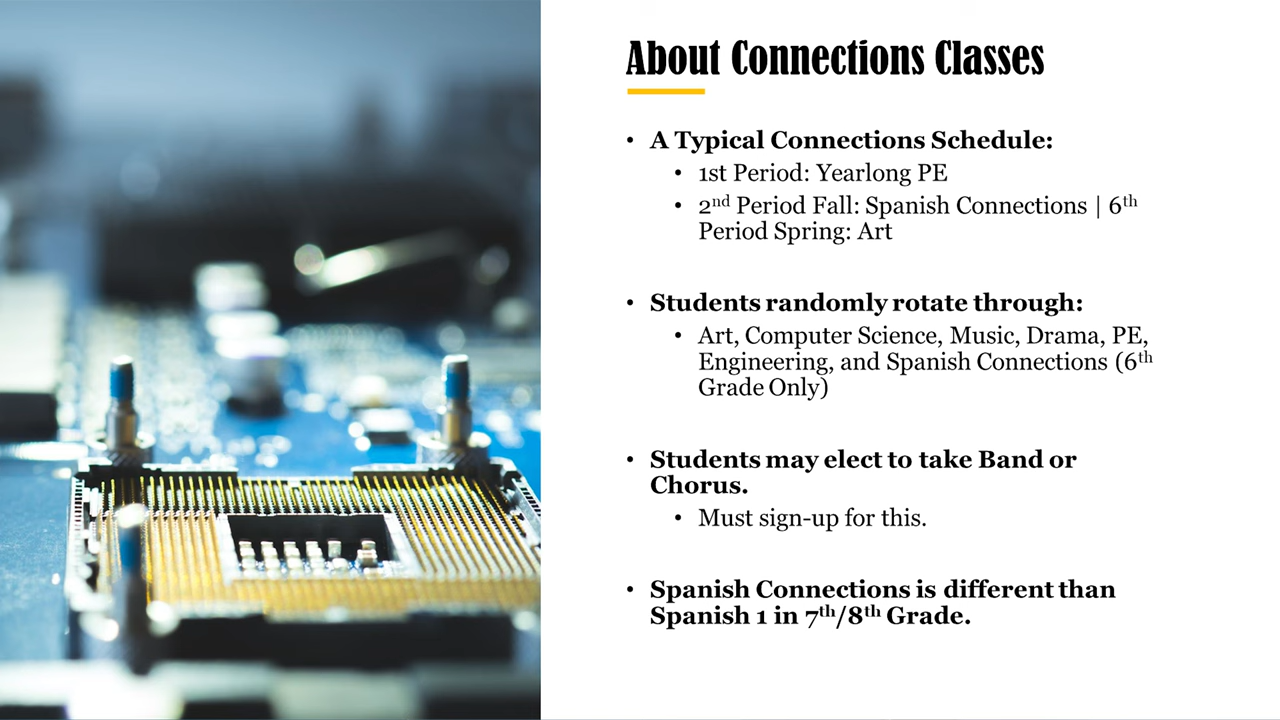 About Connections Classes
• A Typical Connections Schedule:
• 1st Period: Yearlong PE
• 2nd Period Fall: Spanish Connections | 6th
Period Spring: Art
• Students randomly rotate through:
• Art, Computer Science, Music, Drama, PE,
Engineering, and Spanish Connections (6th
Grade Only)
• Students may elect to take Band or
Chorus.
• Must sign-up for this.
• Spanish Connections is different than
Spanish 1 in 7th/8th Grade.